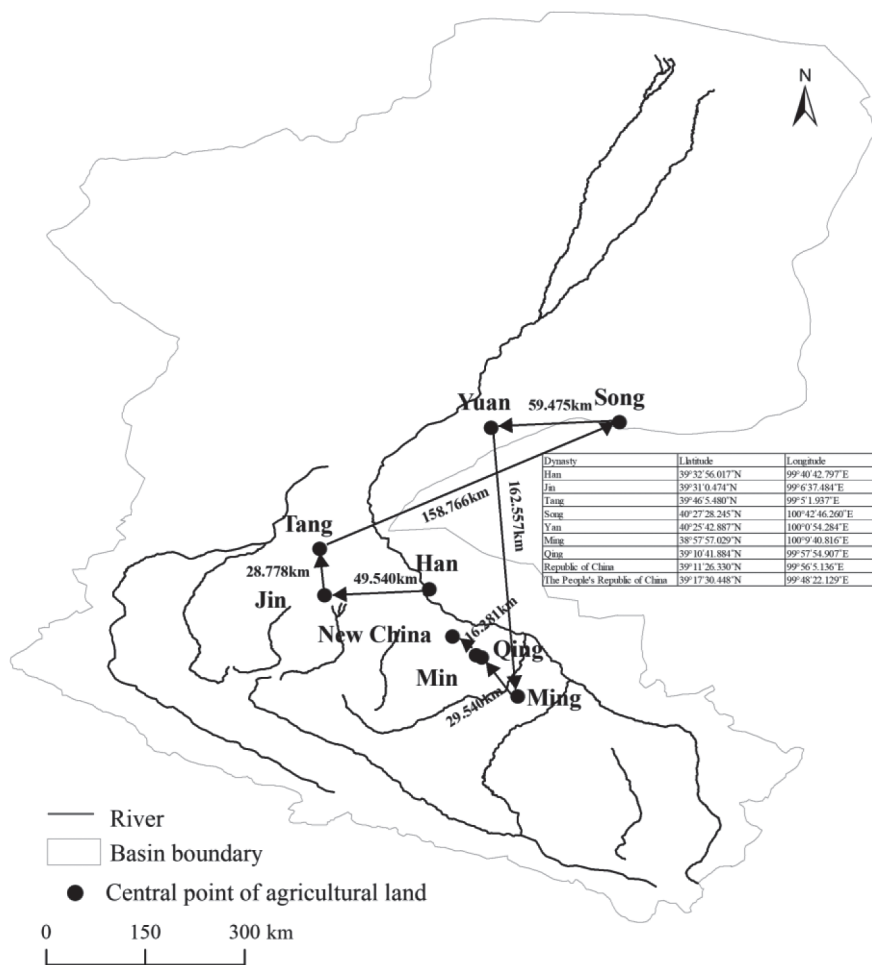 N
Yuan
59.475km
Song
158.766km
162.557km
Tang
28.778km
49.540km
Han
Jin
New China
16.281km
Qing
Min
29.540km
Ming
Dynasty Llatitude Longitude
Han 39°32′56.017″N 99°40′42.797″E
Jin 39°31′0.474″N 99°6′37.484″E
Tang 39°46′5.480″N 99°5′1.937″E
Song 40°27′28.245″N 100°42′46.260″E
Yan 40°25′42.887″N 100°0′54.284″E
Ming 38°57′57.029″N 100°9′40.816″E
Qing 39°10′41.884″N 99°57′54.907″E
Republic of China 39°11′26.330″N 99°56′5.136″E
The People's Republic of China 39°17′30.448″N 99°48′22.129″E
River
Basin boundary
Central point of agricultural land
0 150 300 km